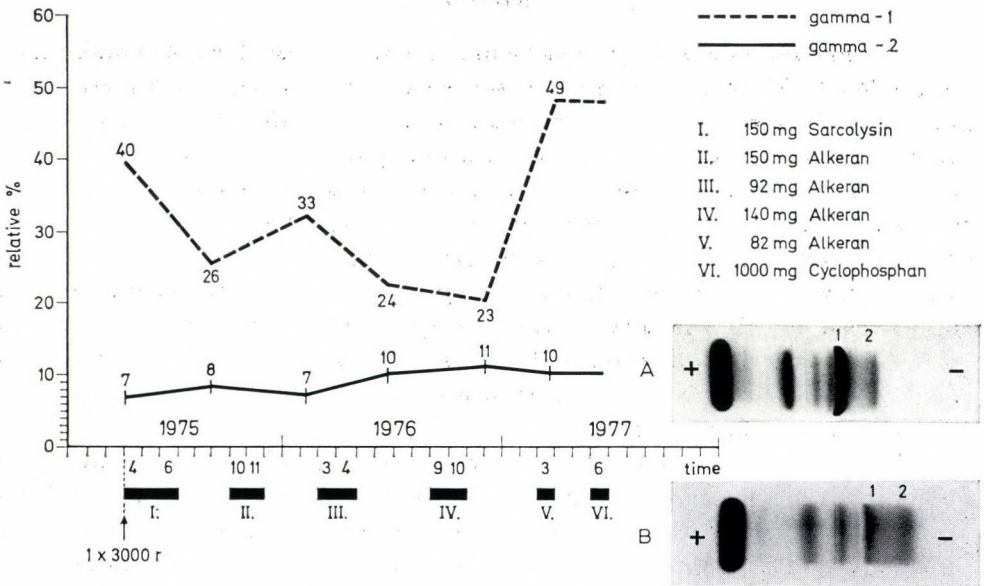 60
50
40
30
20
10
0
relative %
gamma - 1
gamma - 2
I. 150 mg Sarcolysin
II. 150 mg Alkeran
III. 92 mg Alkeran
IV. 140 mg Alkeran
V. 82 mg Alkeran
VI. 1000 mg Cyclophosphan
40
26
33
24
23
49
7
8
7
10
11
10
1975 1976 1977
4 6 10 11 3 4 9 10 3 6 time
I. II. III. IV. V. VI.
1 x 3000 r
A + 1 2 -
B + 1 2 -